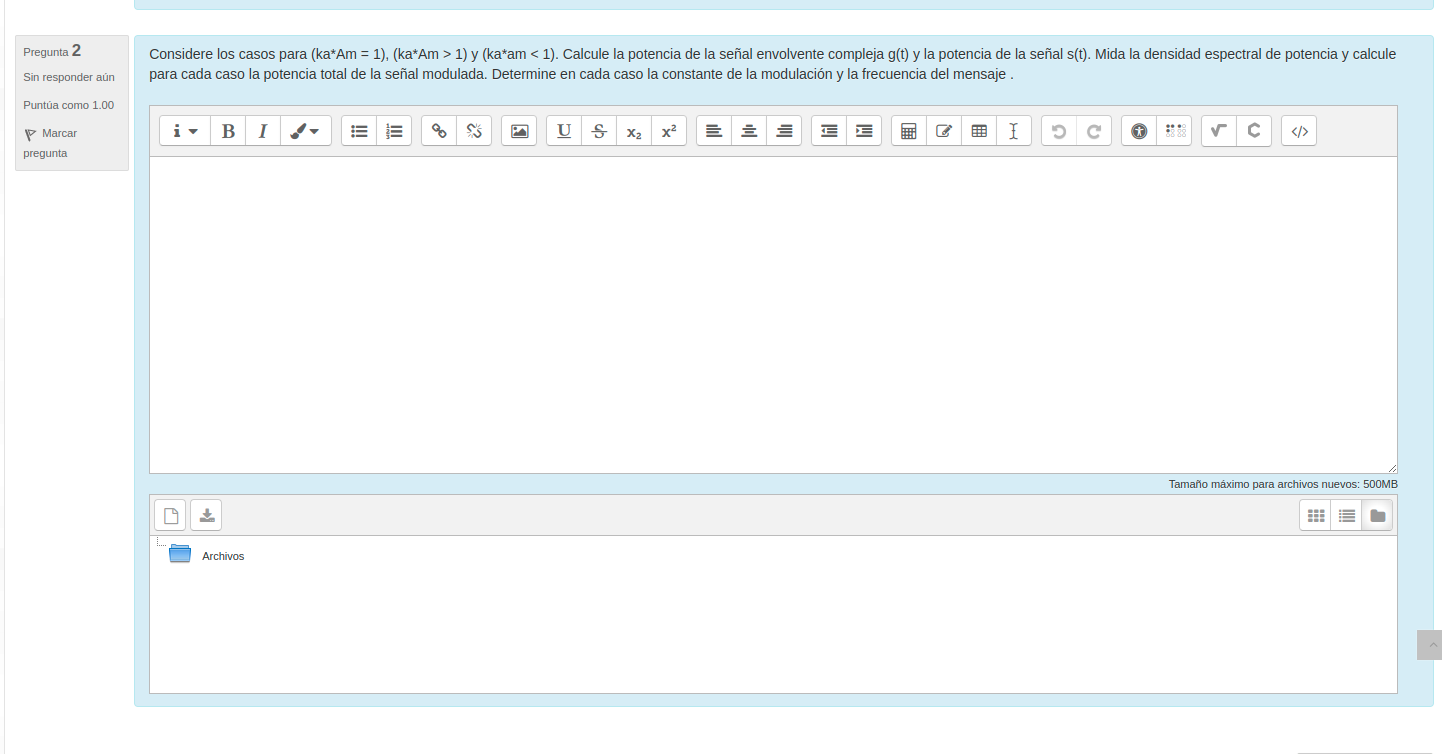 Pregunta 2
Sin responder aún
Puntúa como 1.00
Marcar
pregunta
Considere los casos para (ka*Am = 1), (ka*Am > 1) y (ka*am < 1). Calcule la potencia de la señal envolvente compleja g(t) y la potencia de la señal s(t). Mida la densidad espectral de potencia y calcule
para cada caso la potencia total de la señal modulada. Determine en cada caso la constante de la modulación y la frecuencia del mensaje .
Tamaño máximo para archivos nuevos: 500MB
Archivos